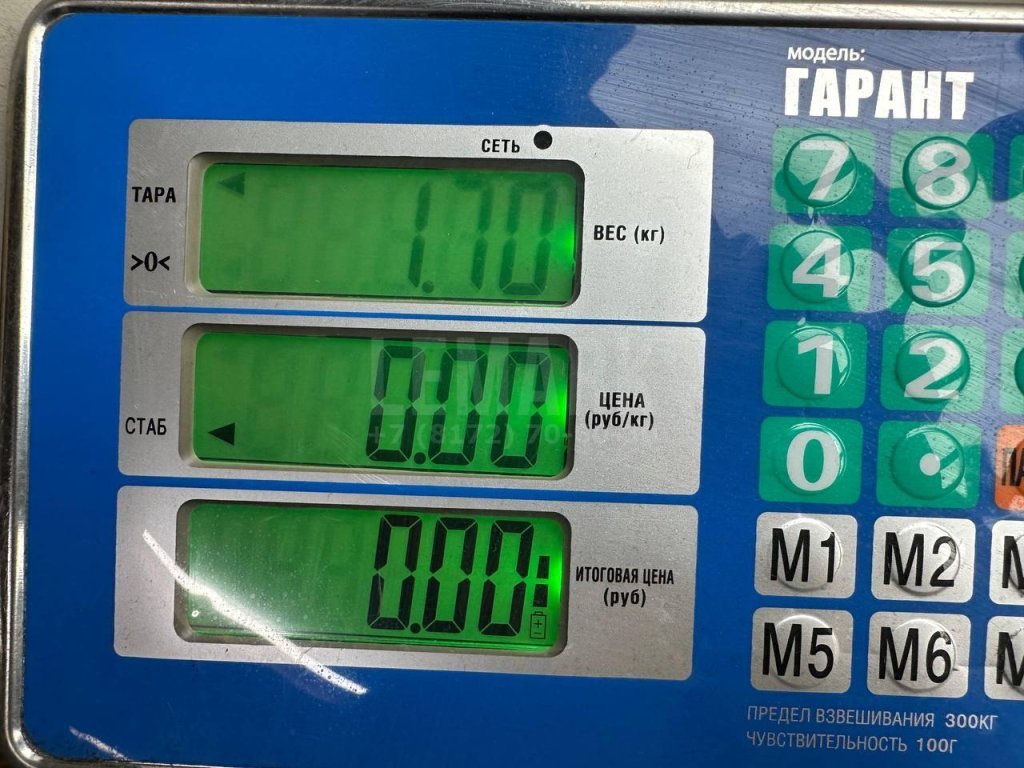 модель:
ГАРАНТ
СЕТЬ
ТАРА
>0<
1.70
ВЕС (кг)
СТАБ
0.00
ЦЕНА
(руб/кг)
0.00
ИТОГОВАЯ ЦЕНА
(руб)
7 8
4 5
1 2
0 .
M1 M2
M5 M6
ПРЕДЕЛ ВЗВЕШИВАНИЯ 300КГ
ЧУВСТВИТЕЛЬНОСТЬ 100Г